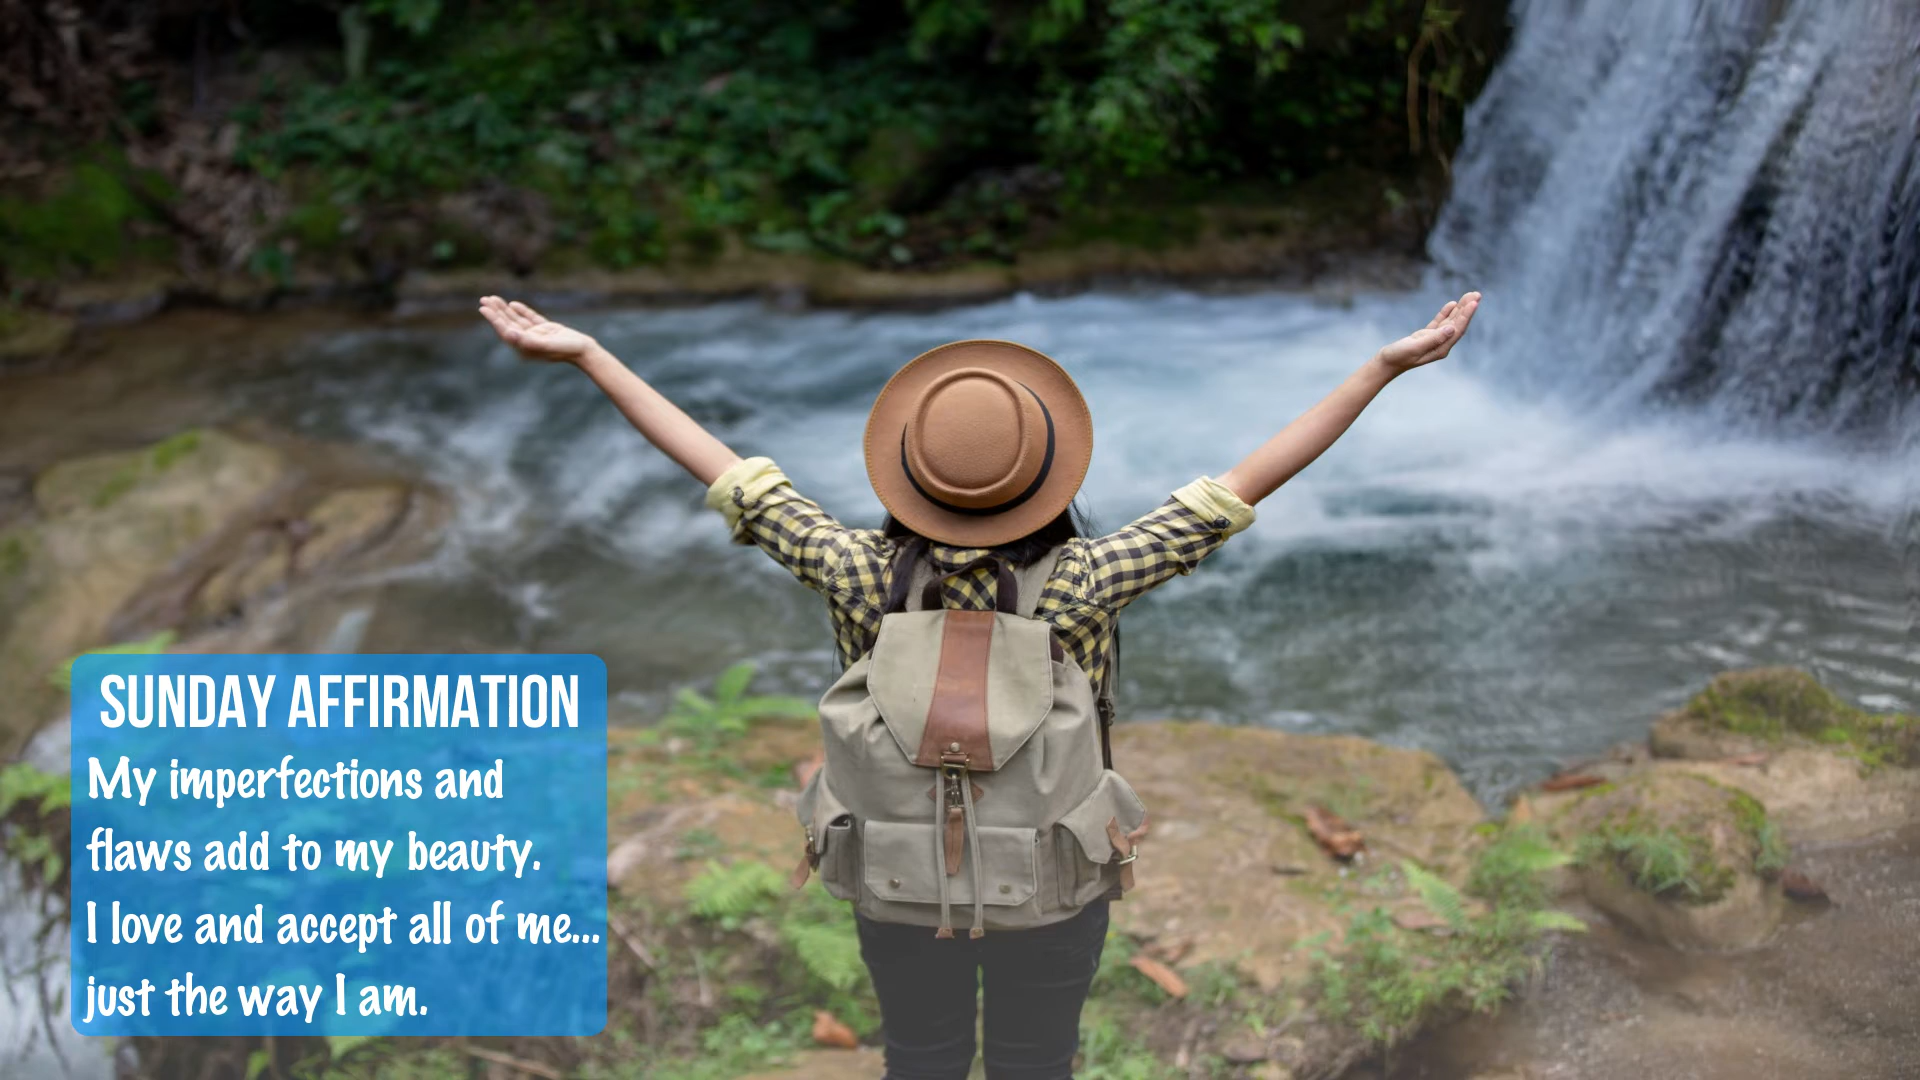 SUNDAY AFFIRMATION
My imperfections and
flaws add to my beauty.
I love and accept all of me...
just the way I am.